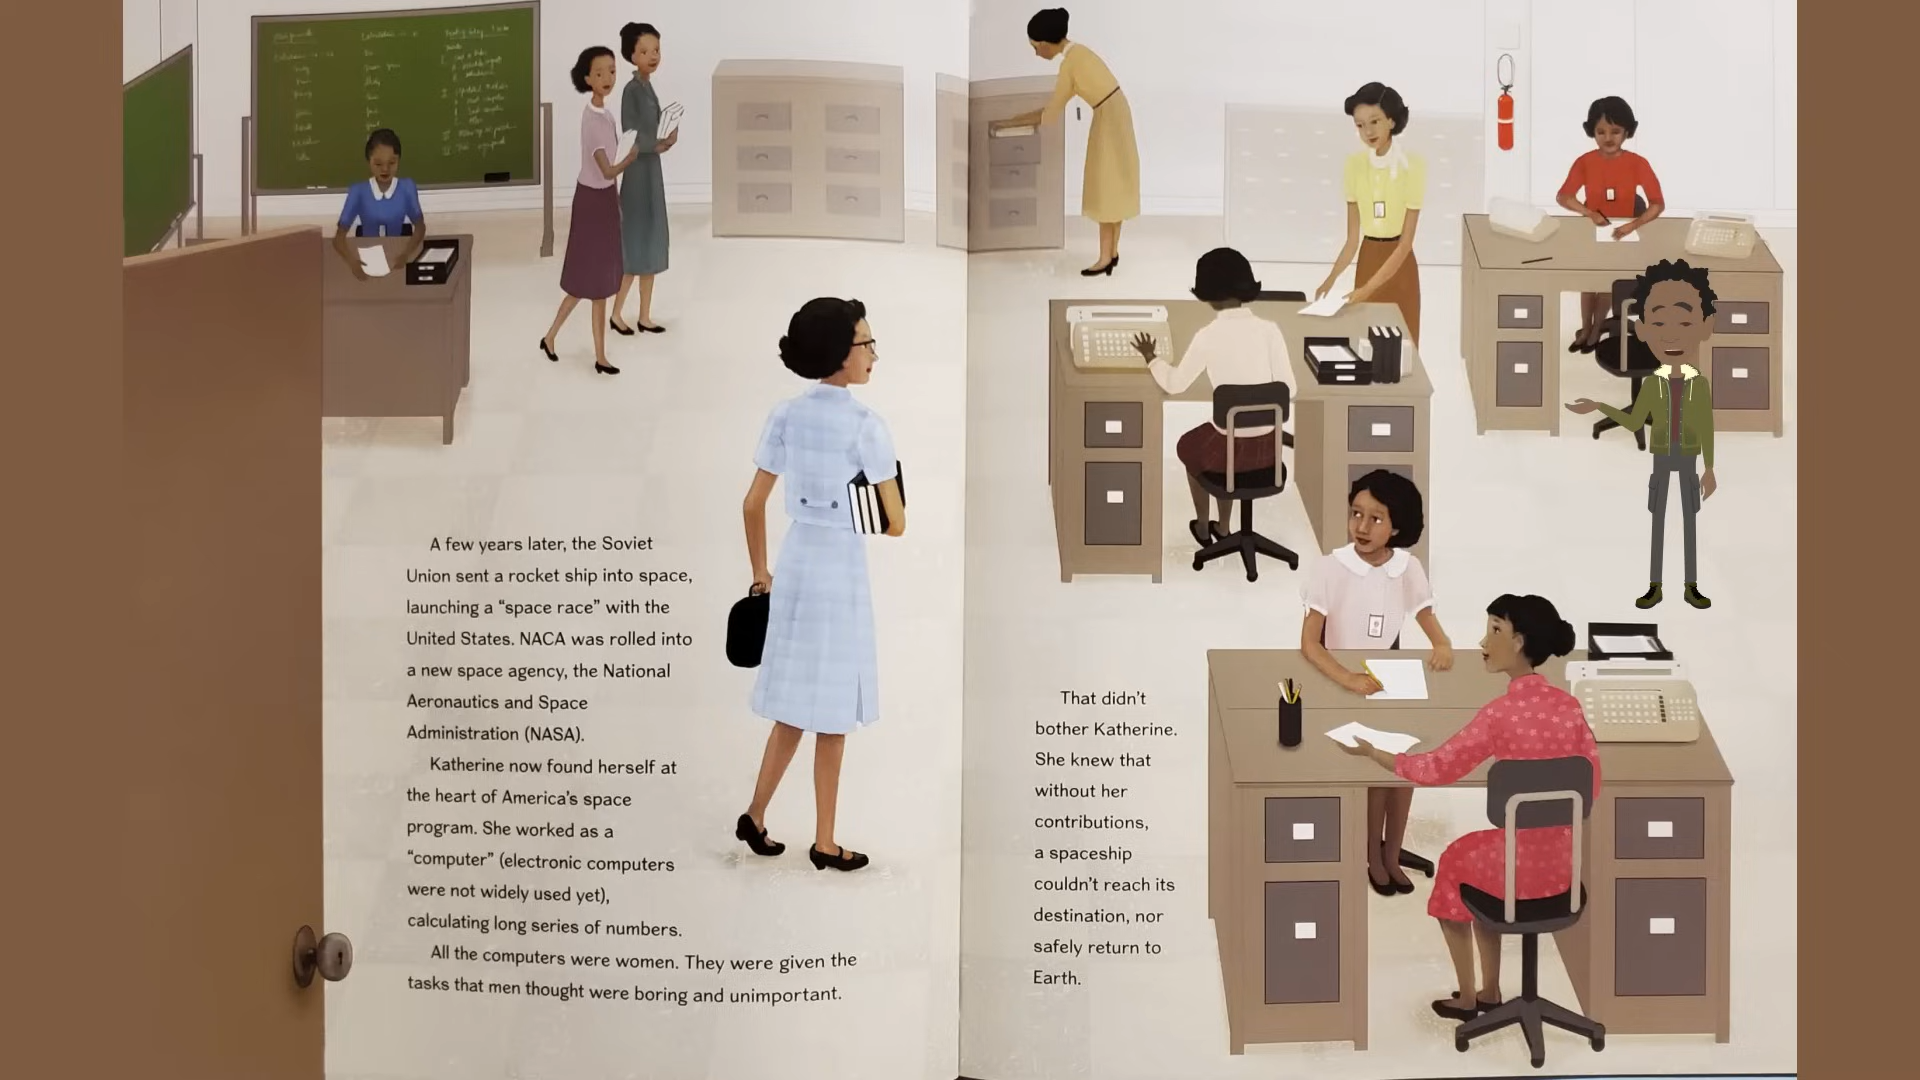 A few years later, the Soviet
Union sent a rocket ship into space,
launching a “space race” with the
United States. NACA was rolled into
a new space agency, the National
Aeronautics and Space
Administration (NASA).
Katherine now found herself at
the heart of America’s space
program. She worked as a
“computer” (electronic computers
were not widely used yet),
calculating long series of numbers.
All the computers were women. They were given the
tasks that men thought were boring and unimportant.
That didn’t
bother Katherine.
She knew that
without her
contributions,
a spaceship
couldn’t reach its
destination, nor
safely return to
Earth.